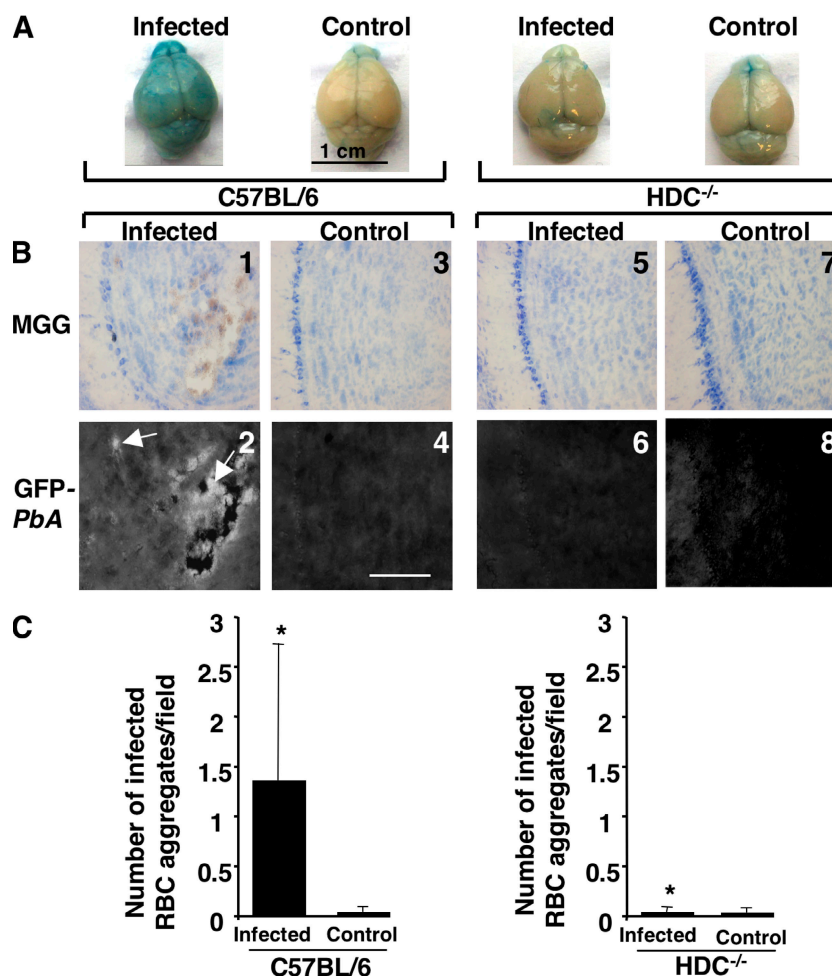 A
Infected Control Infected Control
1 cm
C57BL/6 HDC-/-
B
Infected Control Infected Control
MGG
1 3 5 7
GFP-
PbA
2 4 6 8
C
Number of infected
RBC aggregates/field
3
2.5
2
1.5
1
0.5
0
*
Infected Control
C57BL/6
Number of infected
RBC aggregates/field
3
2.5
2
1.5
1
0.5
0
*
Infected Control
HDC-/-